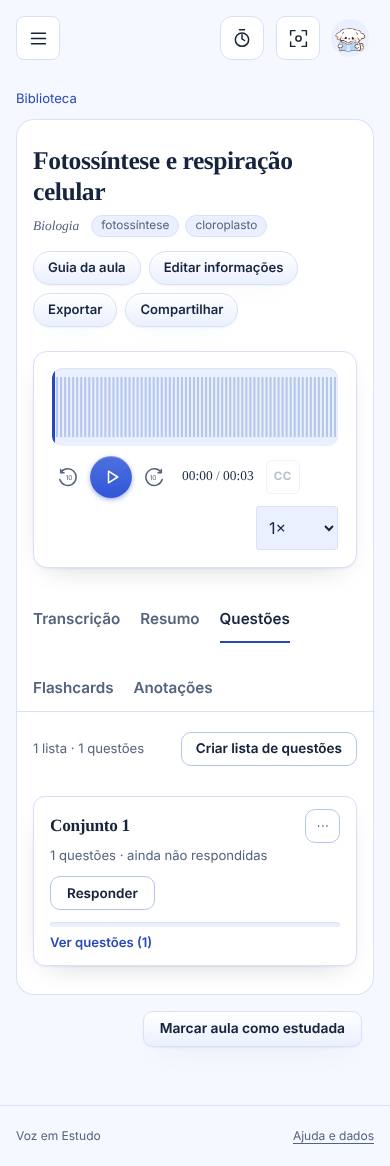 Biblioteca
Fotossíntese e respiração
celular
Biologia fotossíntese cloroplasto
Guia da aula Editar informações
Exportar Compartilhar
10 10 00:00 / 00:03 CC
1×
Transcrição Resumo Questões
Flashcards Anotações
1 lista · 1 questões Criar lista de questões
Conjunto 1 ...
1 questões · ainda não respondidas
Responder
Ver questões (1)
Marcar aula como estudada
Voz em Estudo Ajuda e dados